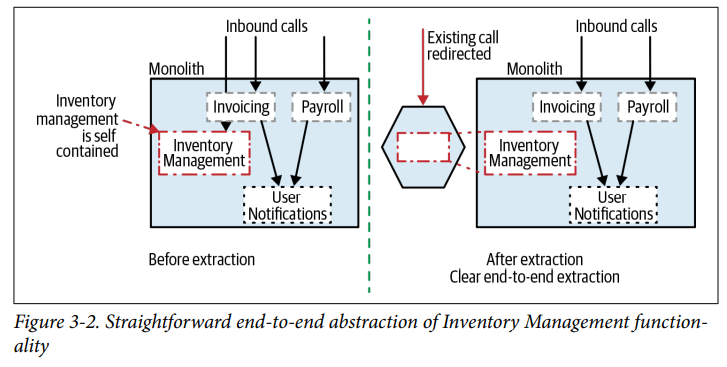 Inbound calls
Monolith
Inventory
management
is self
contained
Invoicing
Payroll
Inventory
Management
User
Notifications
Before extraction
Existing call
redirected
Inbound calls
Monolith
Invoicing
Payroll
Inventory
Management
User
Notifications
After extraction
Clear end-to-end extraction
Figure 3-2. Straightforward end-to-end abstraction of Inventory Management function-
ality